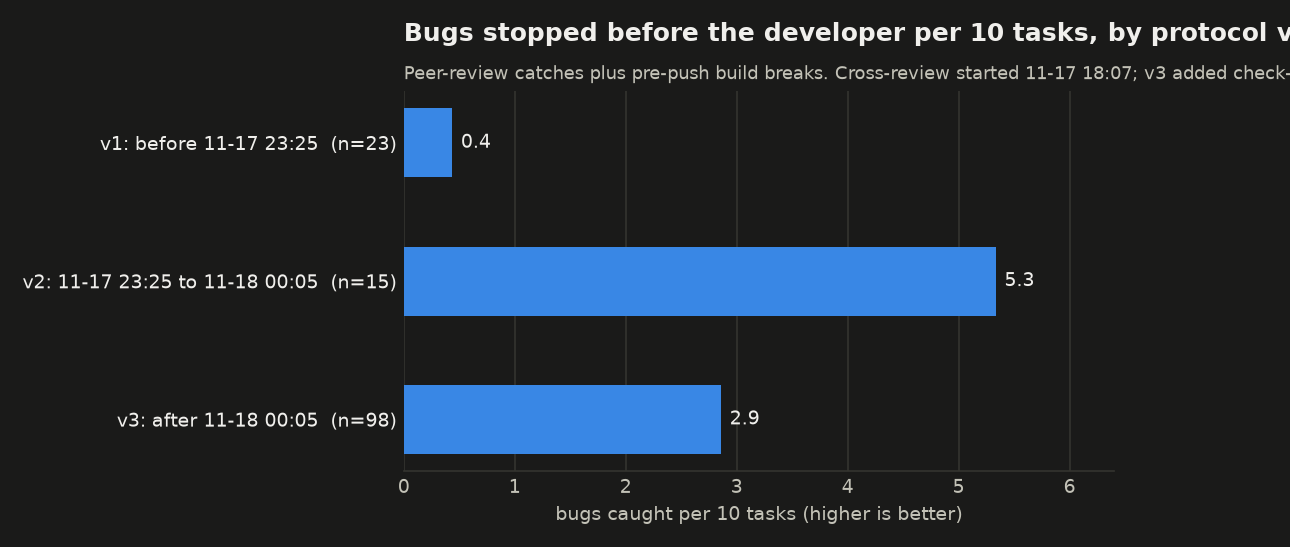 Bugs stopped before the developer per 10 tasks, by protocol
Peer-review catches plus pre-push build breaks. Cross-review started 11-17 18:07; v3 added check-
v1: before 11-17 23:25 (n=23)
0.4
v2: 11-17 23:25 to 11-18 00:05 (n=15)
5.3
v3: after 11-18 00:05 (n=98)
2.9
0 1 2 3 4 5 6
bugs caught per 10 tasks (higher is better)